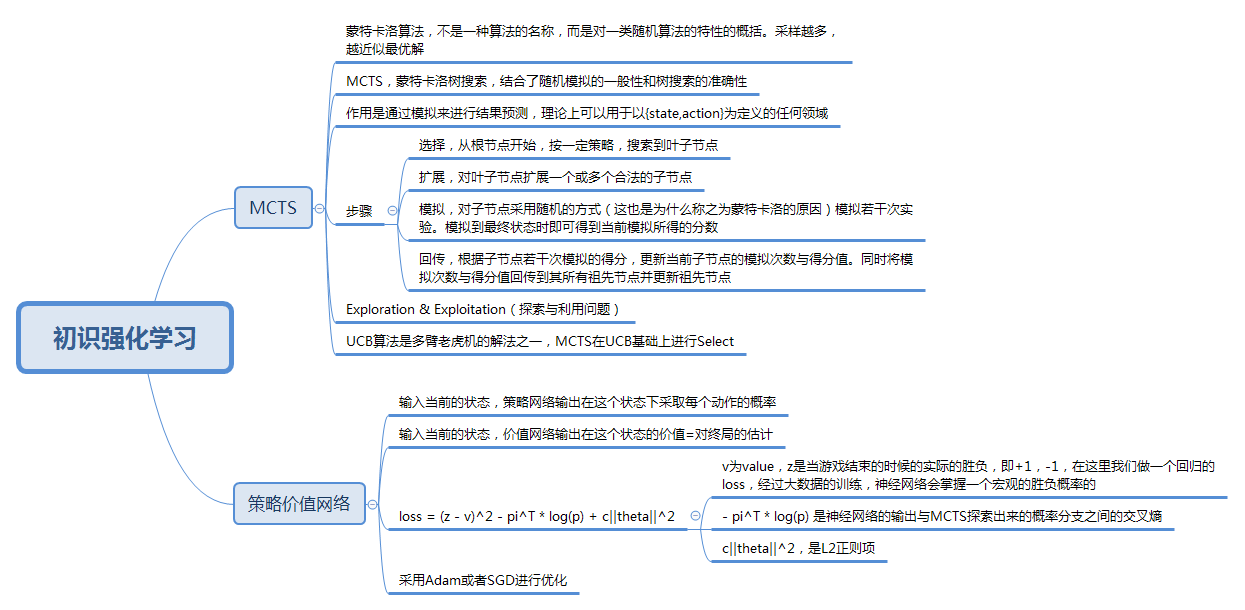 初识强化学习
MCTS
蒙特卡洛算法，不是一种算法的名称，而是对一类随机算法的特性的概括。采样越多，
越近似最优解
MCTS，蒙特卡洛树搜索，结合了随机模拟的一般性和树搜索的准确性
作用是通过模拟来进行结果预测，理论上可以用于以{state,action}为定义的任何领域
步骤
选择，从根节点开始，按一定策略，搜索到叶子节点
扩展，对叶子节点扩展一个或多个合法的子节点
模拟，对子节点采用随机的方式（这也是为什么称之为蒙特卡洛的原因）模拟若干次实
验。模拟到最终状态时即可得到当前模拟所得的分数
回传，根据子节点若干次模拟的得分，更新当前子节点的模拟次数与得分值。同时将模
拟次数与得分值回传到其所有祖先节点并更新祖先节点
Exploration & Exploitation（探索与利用问题）
UCB算法是多臂老虎机的解法之一，MCTS在UCB基础上进行Select
策略价值网络
输入当前的状态，策略网络输出在这个状态下采取每个动作的概率
输入当前的状态，价值网络输出在这个状态的价值=对终局的估计
loss = (z - v)^2 - pi^T * log(p) + c||theta||^2
v为value，z是当游戏结束的时候的实际的胜负，即+1，-1，在这里我们做一个回归的
loss，经过大数据的训练，神经网络会掌握一个宏观的胜负概率的
- pi^T * log(p) 是神经网络的输出与MCTS探索出来的概率分支之间的交叉熵
c||theta||^2，是L2正则项
采用Adam或者SGD进行优化